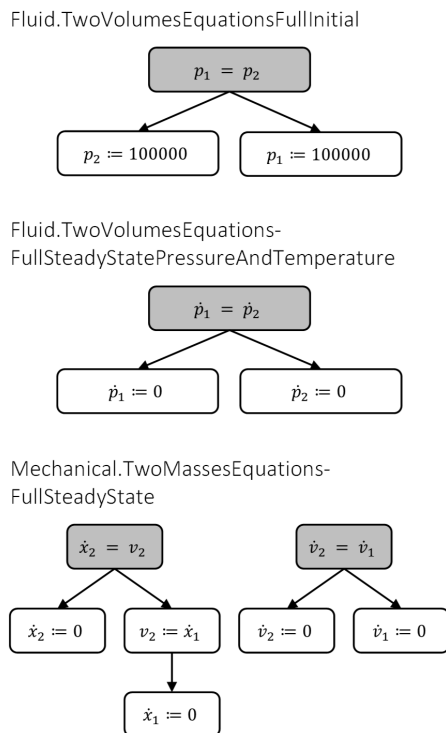 Fluid.TwoVolumesEquationsFullInitial
p₁ = p₂
p₂ ≔ 100000
p₁ ≔ 100000
Fluid.TwoVolumesEquations-
FullSteadyStatePressureAndTemperature
ṗ₁ = ṗ₂
ṗ₁ ≔ 0
ṗ₂ ≔ 0
Mechanical.TwoMassesEquations-
FullSteadyState
ẋ₂ = v₂
v̇₂ = v̇₁
ẋ₂ ≔ 0
v₂ ≔ ẋ₁
v̇₂ ≔ 0
v̇₁ ≔ 0
ẋ₁ ≔ 0